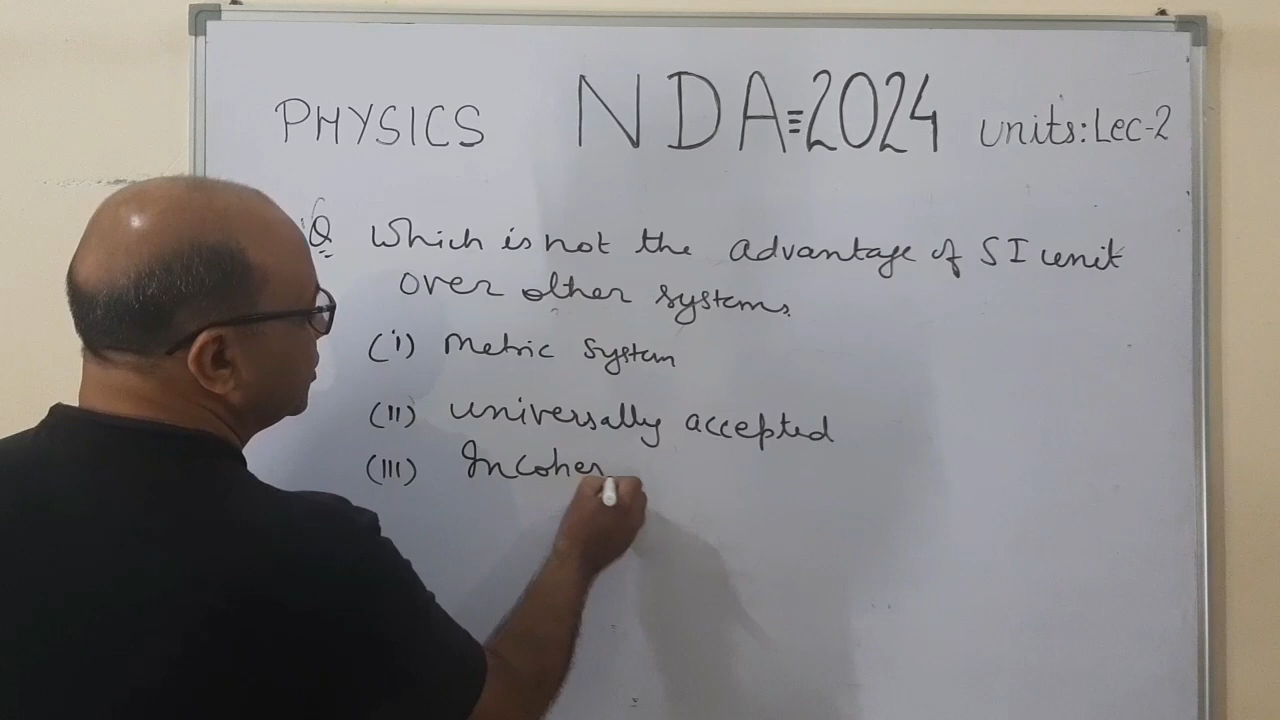 PHYSICS NDA=2024 units:Lec-2
Q Which is not the advantage of SI unit
over other systems.
(i) Metric System
(ii) universally accepted
(iii) Incoher